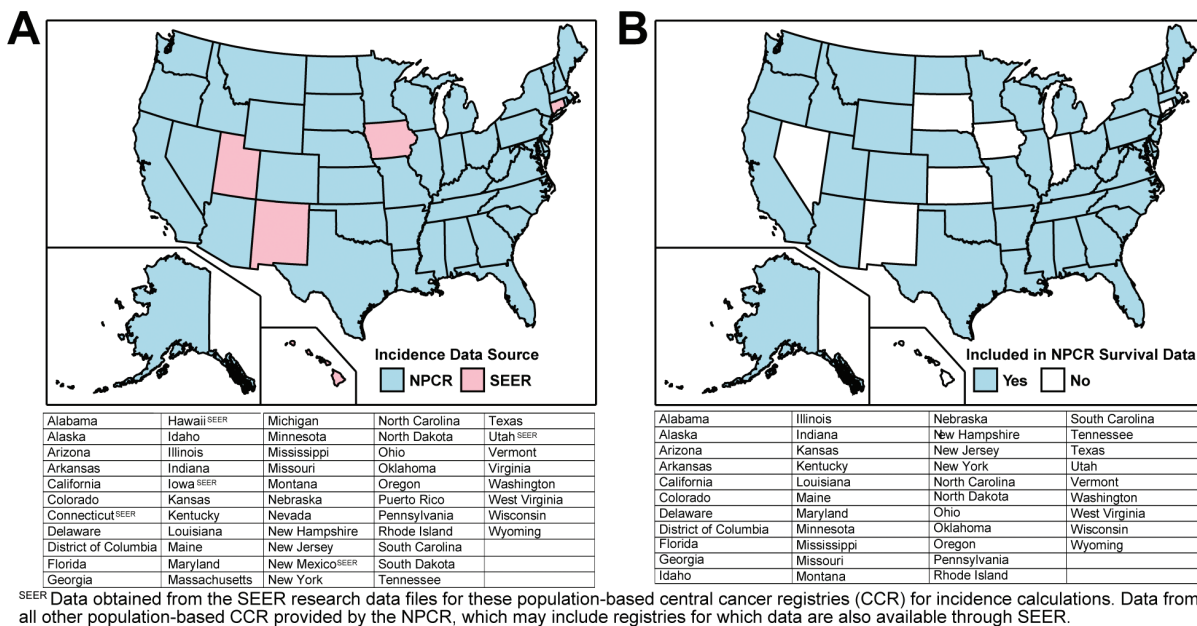 A
B
Incidence Data Source
NPCR SEER
Included in NPCR Survival Data
Yes No
Alabama Hawaii SEER Michigan North Carolina Texas
Alaska Idaho Minnesota North Dakota Utah SEER
Arizona Illinois Mississippi Ohio Vermont
Arkansas Indiana Missouri Oklahoma Virginia
California Iowa SEER Montana Oregon Washington
Colorado Kansas Nebraska Puerto Rico West Virginia
Connecticut SEER Kentucky Nevada Pennsylvania Wisconsin
Delaware Louisiana New Hampshire Rhode Island Wyoming
District of Columbia Maine New Jersey South Carolina
Florida Maryland New Mexico SEER South Dakota
Georgia Massachusetts New York Tennessee
Alabama Illinois Nebraska South Carolina
Alaska Indiana New Hampshire Tennessee
Arizona Kansas New Jersey Texas
Arkansas Kentucky New York Utah
California Louisiana North Carolina Vermont
Colorado Maine North Dakota Washington
Delaware Maryland Ohio West Virginia
District of Columbia Minnesota Oklahoma Wisconsin
Florida Mississippi Oregon Wyoming
Georgia Missouri Pennsylvania
Idaho Montana Rhode Island
SEER Data obtained from the SEER research data files for these population-based central cancer registries (CCR) for incidence calculations. Data from
all other population-based CCR provided by the NPCR, which may include registries for which data are also available through SEER.